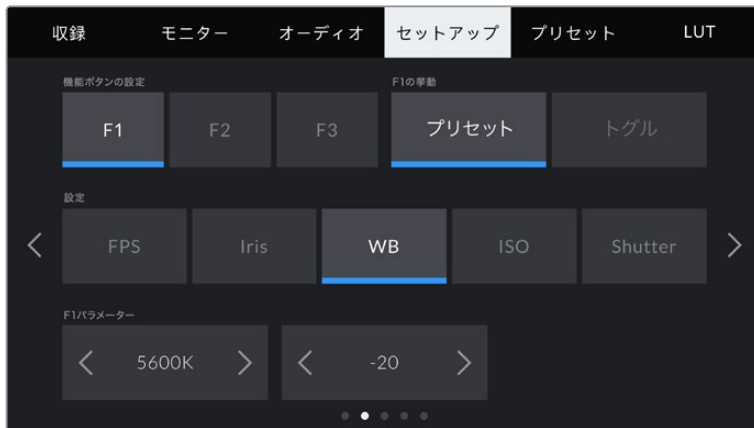 収録 モニター オーディオ セットアップ プリセット LUT
機能ボタンの設定 F1の挙動
F1 F2 F3 プリセット トグル
設定
FPS Iris WB ISO Shutter
F1パラメーター
5600K -20